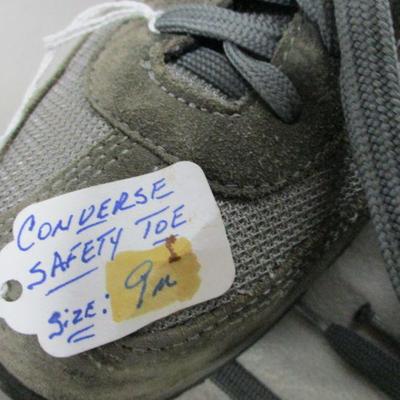 CONVERSE
SAFETY TOE
SIZE: 9M